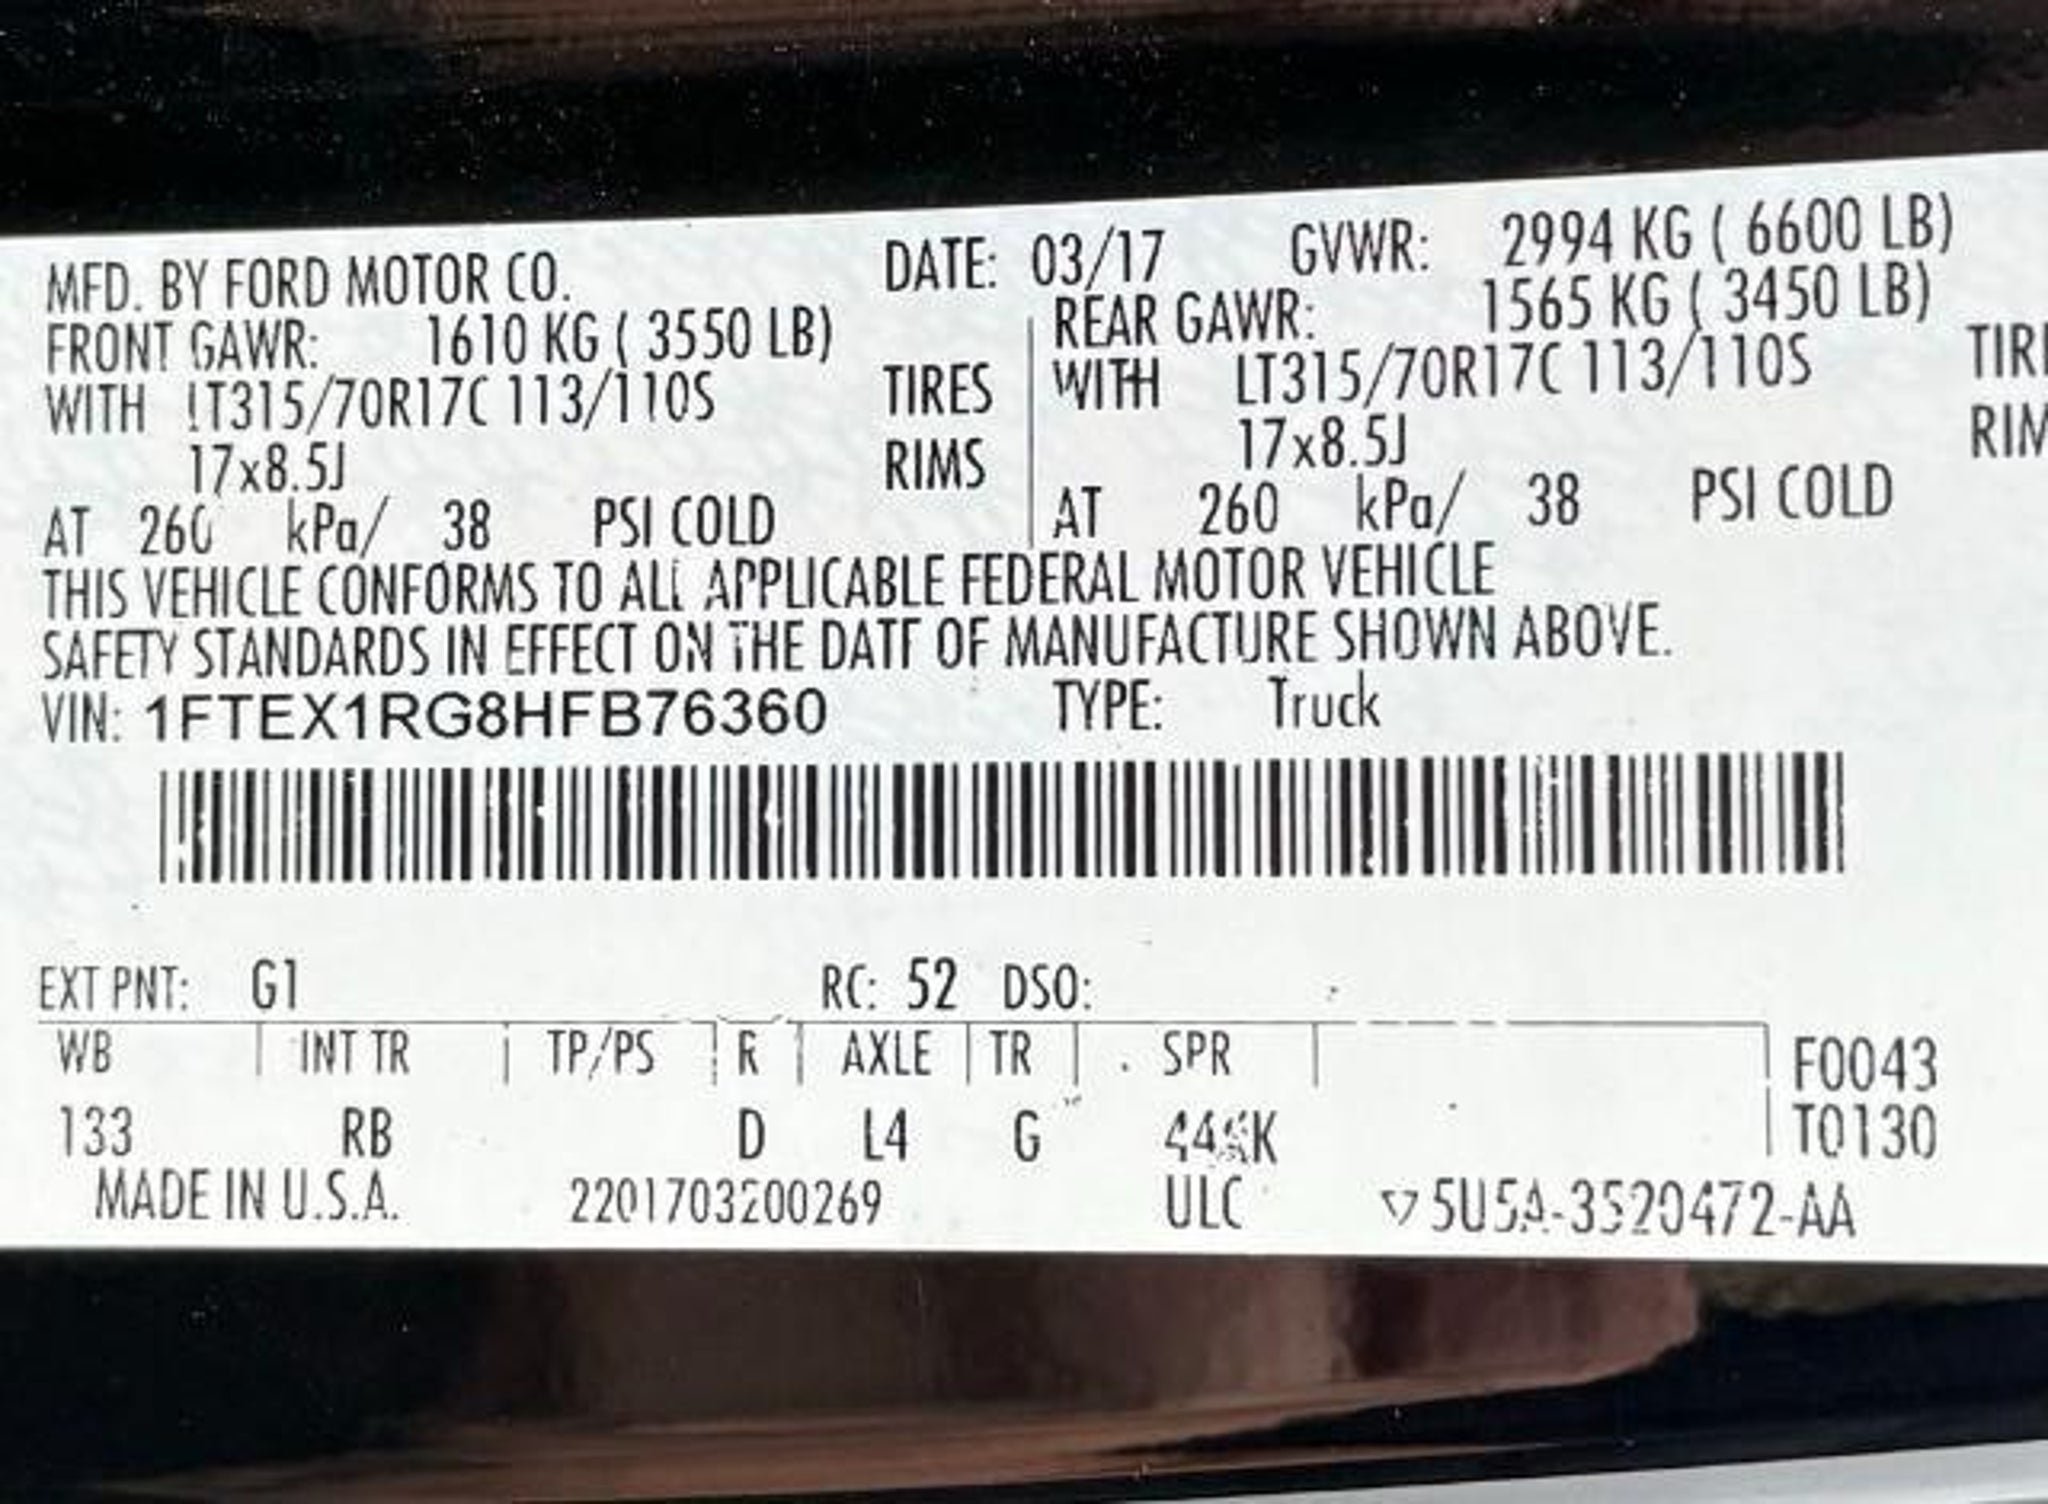 MFD. BY FORD MOTOR CO. DATE: 03/17 GVWR: 2994 KG ( 6600 LB)
FRONT GAWR: 1610 KG ( 3550 LB) REAR GAWR: 1565 KG ( 3450 LB)
WITH LT315/70R17C 113/110S TIRES WITH LT315/70R17C 113/110S TIRE
17x8.5J RIMS 17x8.5J RIM
AT 260 kPa/ 38 PSI COLD AT 260 kPa/ 38 PSI COLD
THIS VEHICLE CONFORMS TO ALL APPLICABLE FEDERAL MOTOR VEHICLE
SAFETY STANDARDS IN EFFECT ON THE DATE OF MANUFACTURE SHOWN ABOVE.
VIN: 1FTEX1RG8HFB76360 TYPE: Truck
EXT PNT: G1 RC: 52 DSO:
WB INT TR TP/PS R AXLE TR SPR F0043
133 RB D L4 G T0130
MADE IN U.S.A. 2201703200269 ULC ▽5U5A-3520472-AA